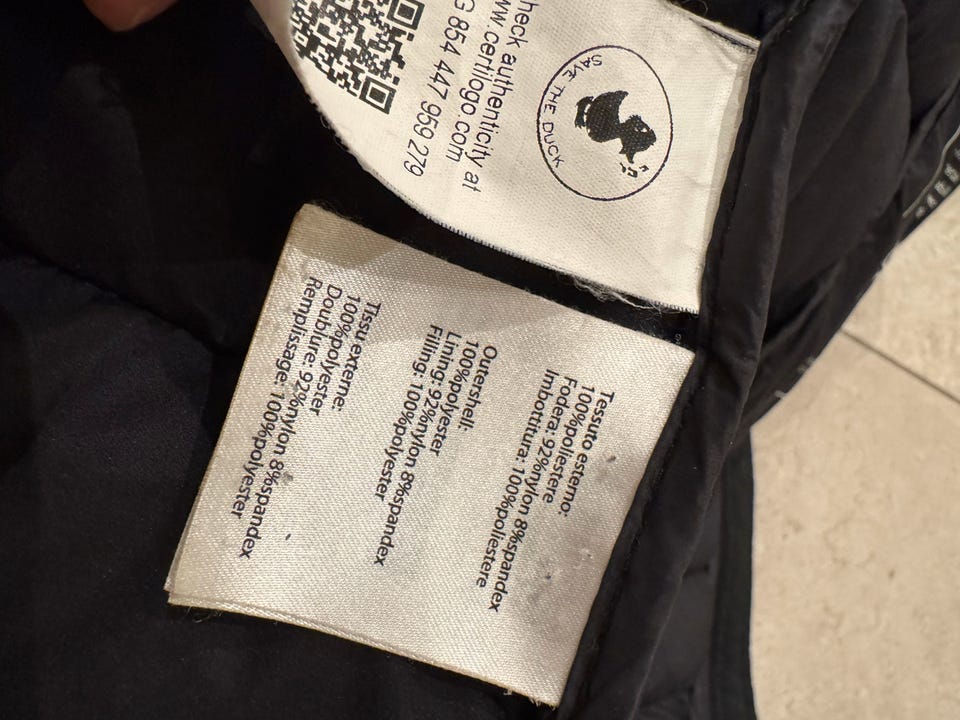 SAVE THE DUCK
heck authenticity at
w.certilogo.com
G 854 447 959 279
Tessuto esterno:
100%poliestere
Fodera: 92%nylon 8%spandex
Imbottitura: 100%poliestere
Outershell:
100%polyester
Lining: 92%nylon 8%spandex
Filling: 100%polyester
Tissu externe:
100%polyester
Doublure: 92%nylon 8%spandex
Remplissage: 100%polyester